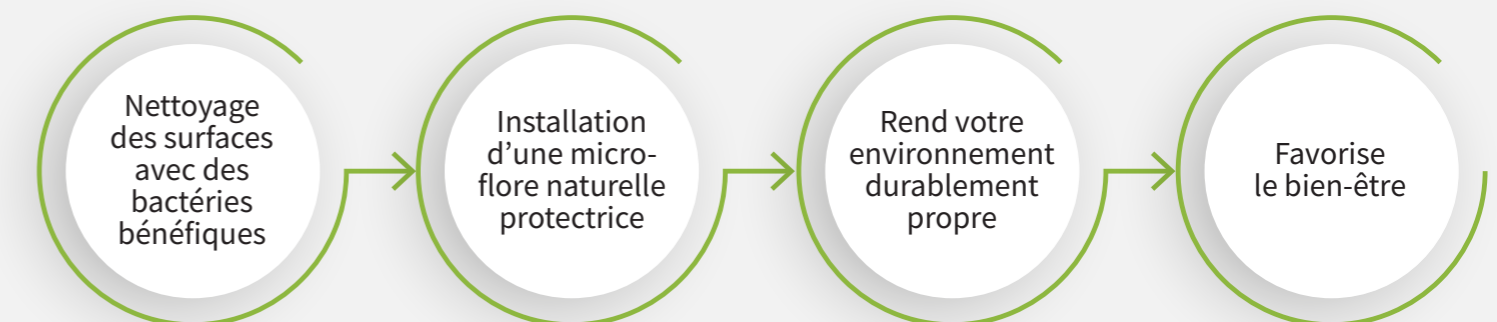 Nettoyage
des surfaces
avec des
bactéries
bénéfiques
Installation
d’une micro-
flore naturelle
protectrice
Rend votre
environnement
durablement
propre
Favorise
le bien-être